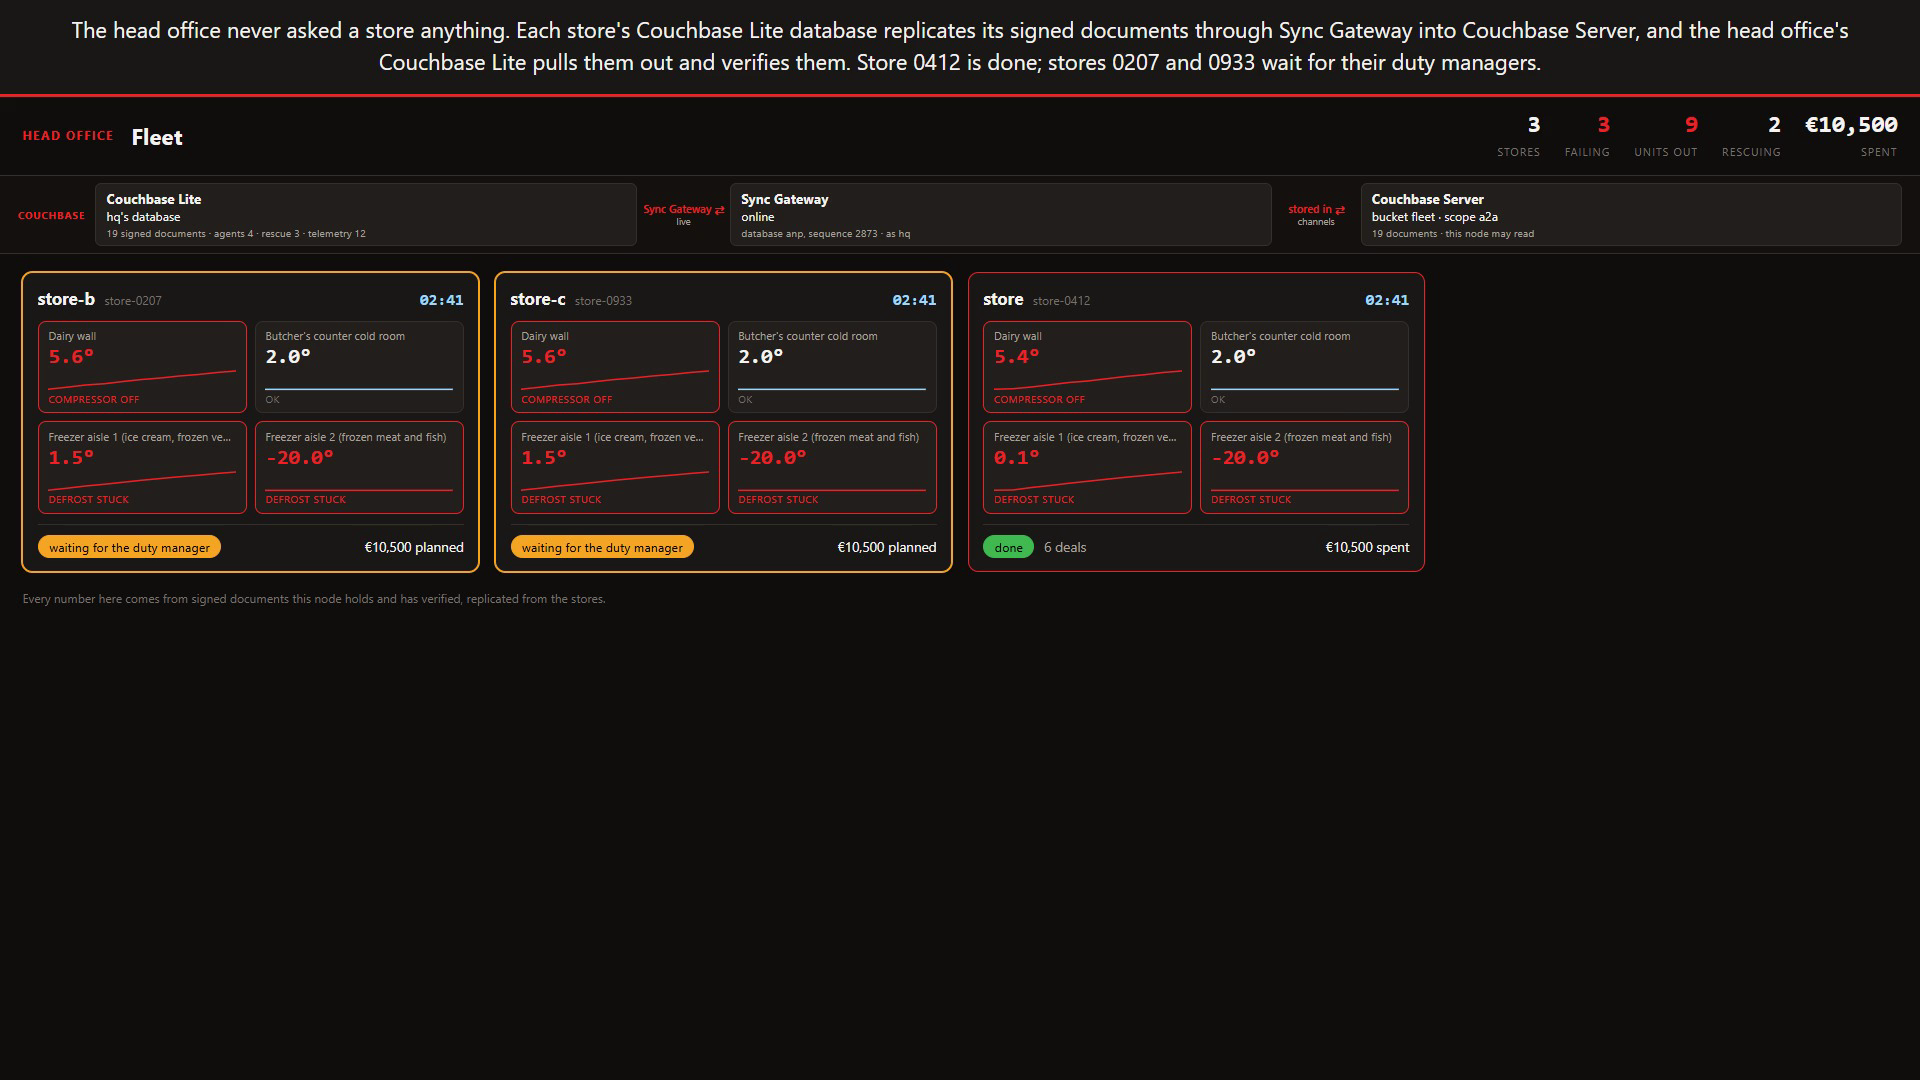 The head office never asked a store anything. Each store's Couchbase Lite database replicates its signed documents through Sync Gateway into Couchbase Server, and the head office's
Couchbase Lite pulls them out and verifies them. Store 0412 is done; stores 0207 and 0933 wait for their duty managers.
HEAD OFFICE Fleet
3 3 9 2 €10,500
STORES FAILING UNITS OUT RESCUING SPENT
COUCHBASE
Couchbase Lite
hq's database
19 signed documents · agents 4 · rescue 3 · telemetry 12
Sync Gateway ⇄
live
Sync Gateway
online
database anp, sequence 2873 · as hq
stored in ⇄
channels
Couchbase Server
bucket fleet · scope a2a
19 documents · this node may read
store-b store-0207 02:41
Dairy wall
5.6°
COMPRESSOR OFF
Butcher's counter cold room
2.0°
OK
Freezer aisle 1 (ice cream, frozen ve...
1.5°
DEFROST STUCK
Freezer aisle 2 (frozen meat and fish)
-20.0°
DEFROST STUCK
waiting for the duty manager €10,500 planned
store-c store-0933 02:41
Dairy wall
5.6°
COMPRESSOR OFF
Butcher's counter cold room
2.0°
OK
Freezer aisle 1 (ice cream, frozen ve...
1.5°
DEFROST STUCK
Freezer aisle 2 (frozen meat and fish)
-20.0°
DEFROST STUCK
waiting for the duty manager €10,500 planned
store store-0412 02:41
Dairy wall
5.4°
COMPRESSOR OFF
Butcher's counter cold room
2.0°
OK
Freezer aisle 1 (ice cream, frozen ve...
0.1°
DEFROST STUCK
Freezer aisle 2 (frozen meat and fish)
-20.0°
DEFROST STUCK
done 6 deals €10,500 spent
Every number here comes from signed documents this node holds and has verified, replicated from the stores.